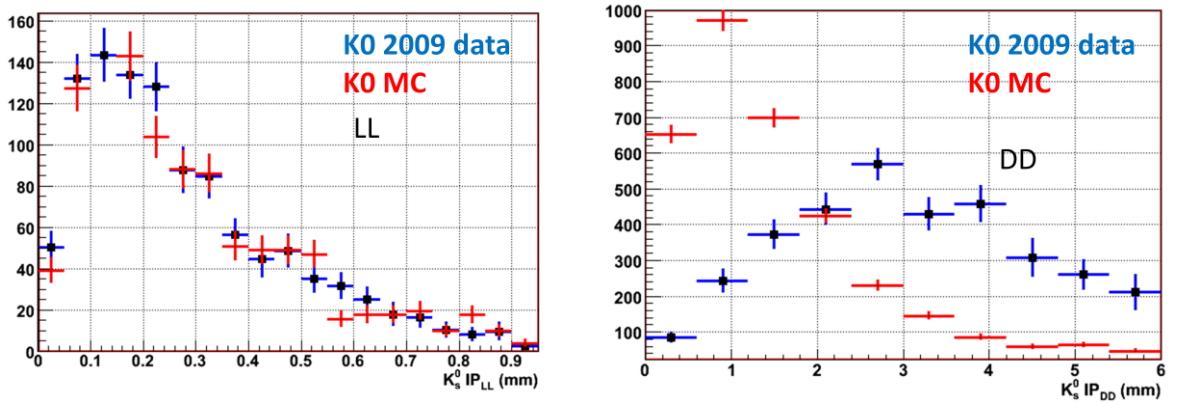 160
140
120
100
80
60
40
20
0
K0 2009 data
K0 MC
LL
0 0.1 0.2 0.3 0.4 0.5 0.6 0.7 0.8 0.9
K⁰ₛ IP_LL (mm)
1000
900
800
700
600
500
400
300
200
100
K0 2009 data
K0 MC
DD
0 1 2 3 4 5 6
K⁰ₛ IP_DD (mm)